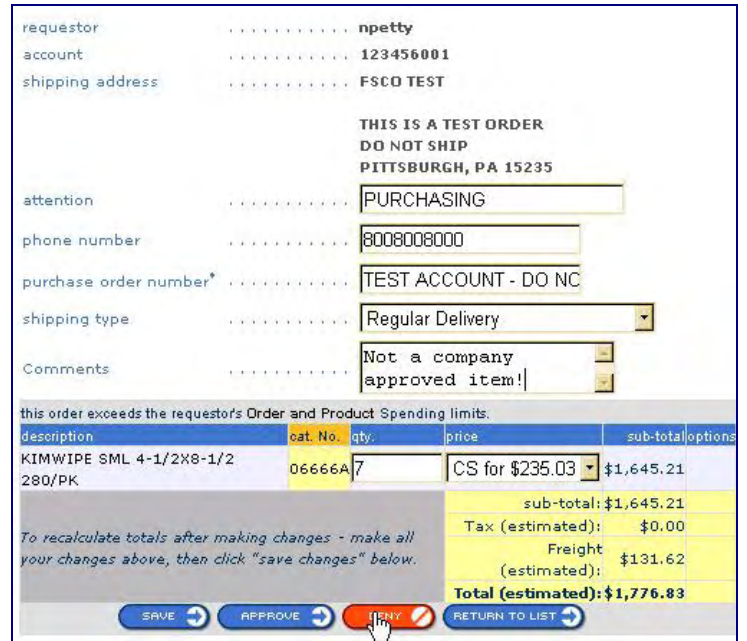 requestor ............ npetty
account ............ 123456001
shipping address ............ FSCO TEST
THIS IS A TEST ORDER
DO NOT SHIP
PITTSBURGH, PA 15235
attention ............ PURCHASING
phone number ............ 8008008000
purchase order number* ............ TEST ACCOUNT - DO NO
shipping type ............ Regular Delivery
Comments ............ Not a company
approved item!
this order exceeds the requestor's Order and Product Spending limits.
description cat. No. qty. price sub-total options
KIMWIPE SML 4-1/2X8-1/2
280/PK 06666A 7 CS for $235.03 $1,645.21
sub-total: $1,645.21
Tax (estimated): $0.00
To recalculate totals after making changes - make all
your changes above, then click "save changes" below.
Freight
(estimated): $131.62
Total (estimated): $1,776.83
SAVE APPROVE DENY RETURN TO LIST